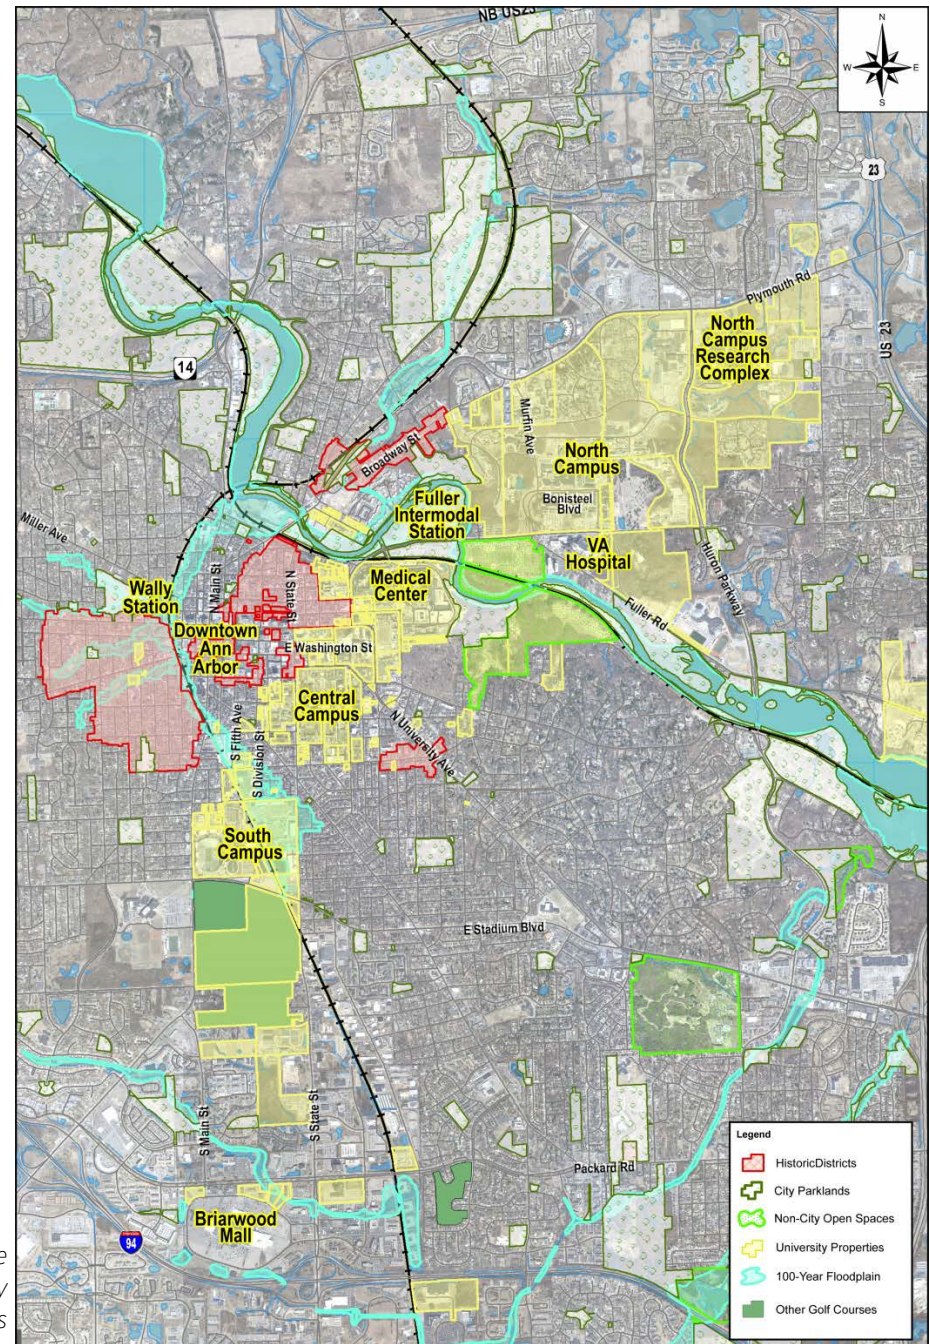 NB US23
N
W
E
S
23
US 23
Plymouth Rd
North
Campus
Research
Complex
14
Murfin Ave
Broadway St
North
Campus
Bonisteel
Blvd
Fuller
Intermodal
Station
Miller Ave
VA
Hospital
Huron Parkway
Medical
Center
Wally
Station
N Main St
N State St
Fuller Rd
Downtown
Ann
Arbor
E Washington St
Central
Campus
N University Ave
S Fifth Ave
S Division St
South
Campus
E Stadium Blvd
S Main St
S State St
Packard Rd
Briarwood
Mall
94
Legend
HistoricDistricts
City Parklands
Non-City Open Spaces
University Properties
100-Year Floodplain
Other Golf Courses
e
y
s